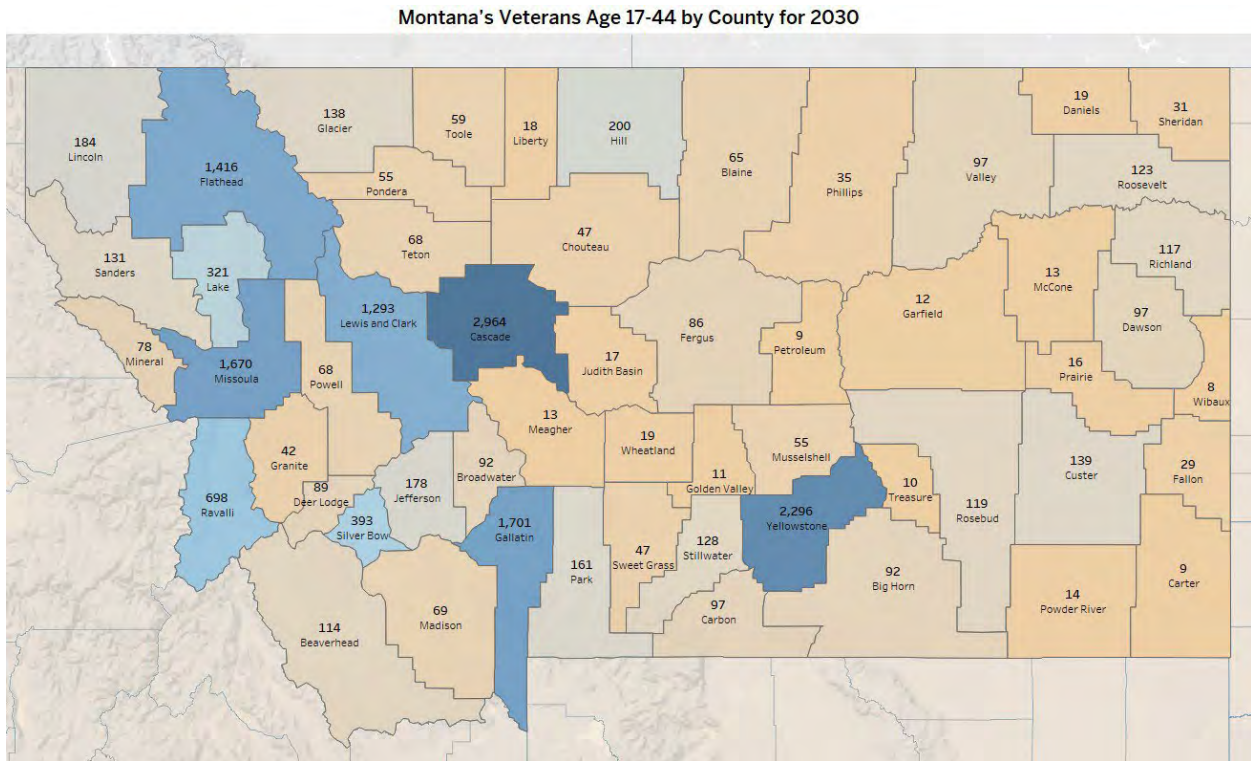 Montana's Veterans Age 17-44 by County for 2030
184
Lincoln
1,416
Flathead
138
Glacier
59
Toole
18
Liberty
200
Hill
65
Blaine
35
Phillips
97
Valley
19
Daniels
31
Sheridan
123
Roosevelt
55
Pondera
131
Sanders
321
Lake
68
Teton
47
Chouteau
117
Richland
13
McCone
12
Garfield
97
Dawson
1,293
Lewis and Clark
2,964
Cascade
86
Fergus
9
Petroleum
78
Mineral
1,670
Missoula
68
Powell
17
Judith Basin
16
Prairie
8
Wibaux
13
Meagher
19
Wheatland
55
Musselshell
42
Granite
92
Broadwater
11
Golden Valley
10
Treasure
139
Custer
29
Fallon
698
Ravalli
89
Deer Lodge
178
Jefferson
393
Silver Bow
1,701
Gallatin
2,296
Yellowstone
119
Rosebud
161
Park
47
Sweet Grass
128
Stillwater
92
Big Horn
9
Carter
14
Powder River
97
Carbon
69
Madison
114
Beaverhead